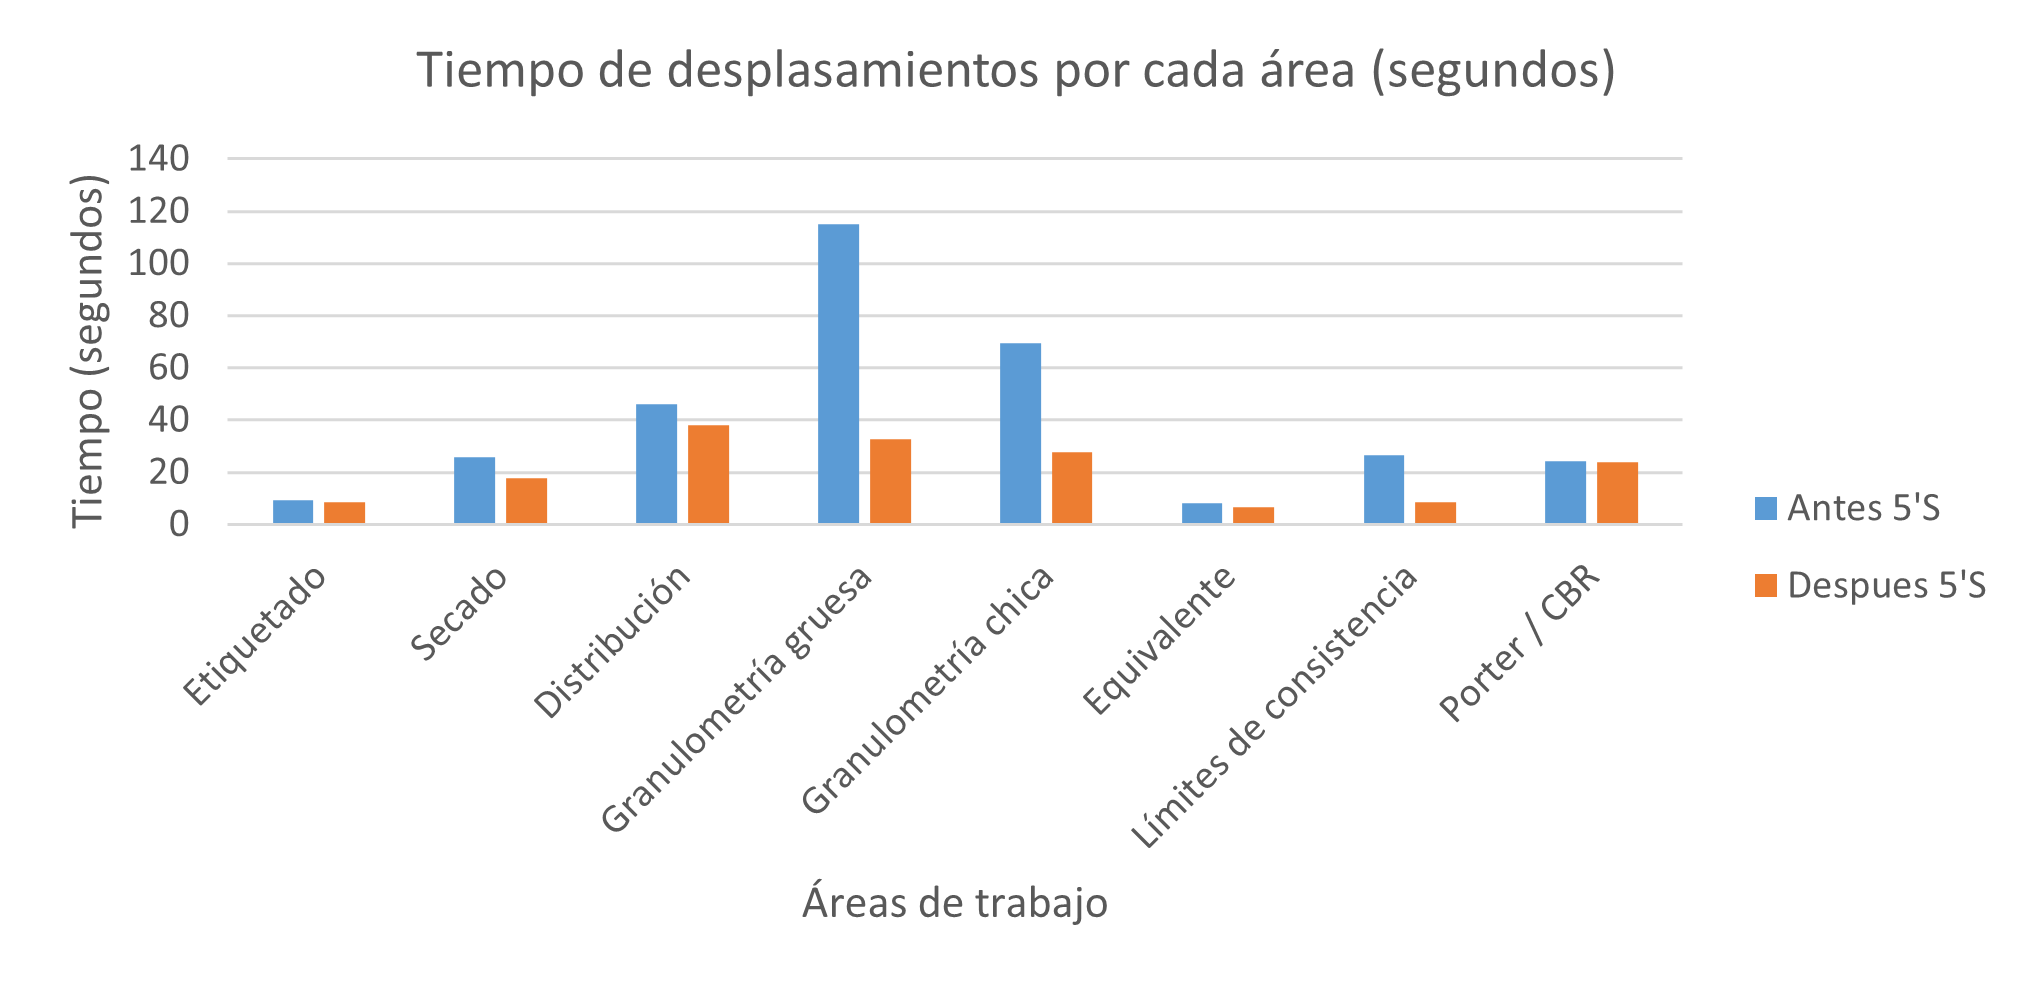 Tiempo de desplasamientos por cada área (segundos)
Tiempo (segundos)
140
120
100
80
60
40
20
0
Etiquetado
Secado
Distribución
Granulometría gruesa
Granulometría chica
Equivalente
Límites de consistencia
Porter / CBR
Áreas de trabajo
Antes 5'S
Despues 5'S